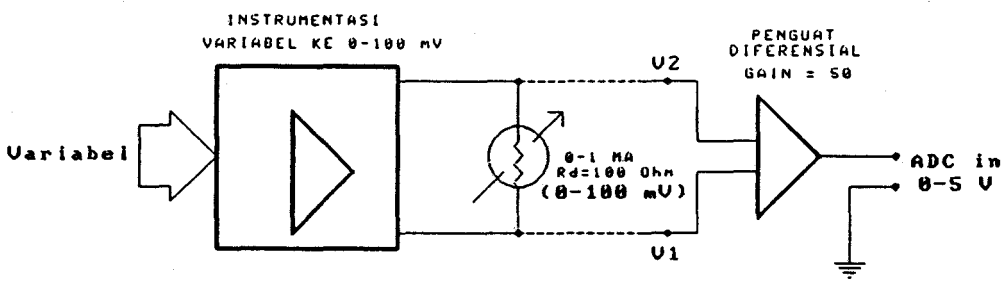 INSTRUMENTASI
VARIABEL KE 0-100 mV
PENGUAT
DIFERENSIAL
GAIN = 50
V2
Variabel
0-1 MA
Rd=100 Ohm
(0-100 mV)
ADC in
0-5 V
V1